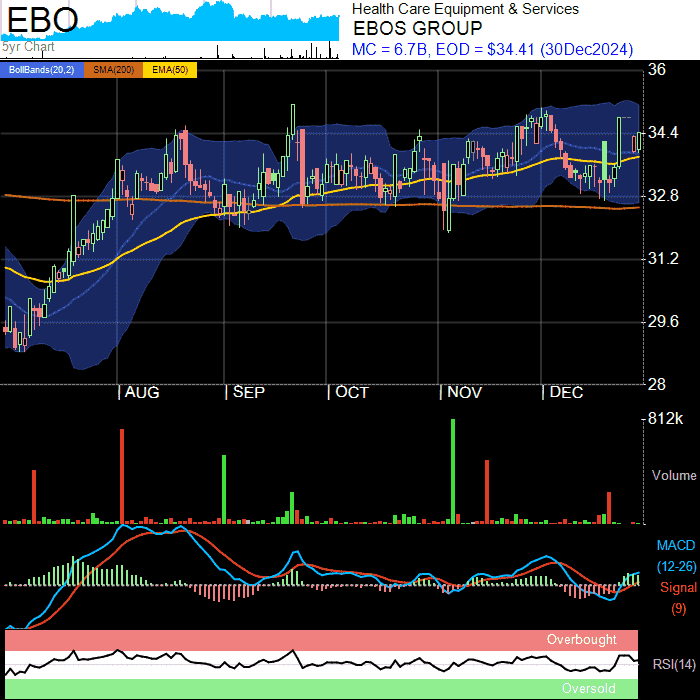 EBO
5yr Chart
Health Care Equipment & Services
EBOS GROUP
MC = 6.7B, EOD = $34.41 (30Dec2024)
BollBands(20,2) SMA(200) EMA(50)
36
34.4
32.8
31.2
29.6
28
AUG SEP OCT NOV DEC
812k
Volume
MACD
(12-26)
Signal
(9)
Overbought
RSI(14)
Oversold